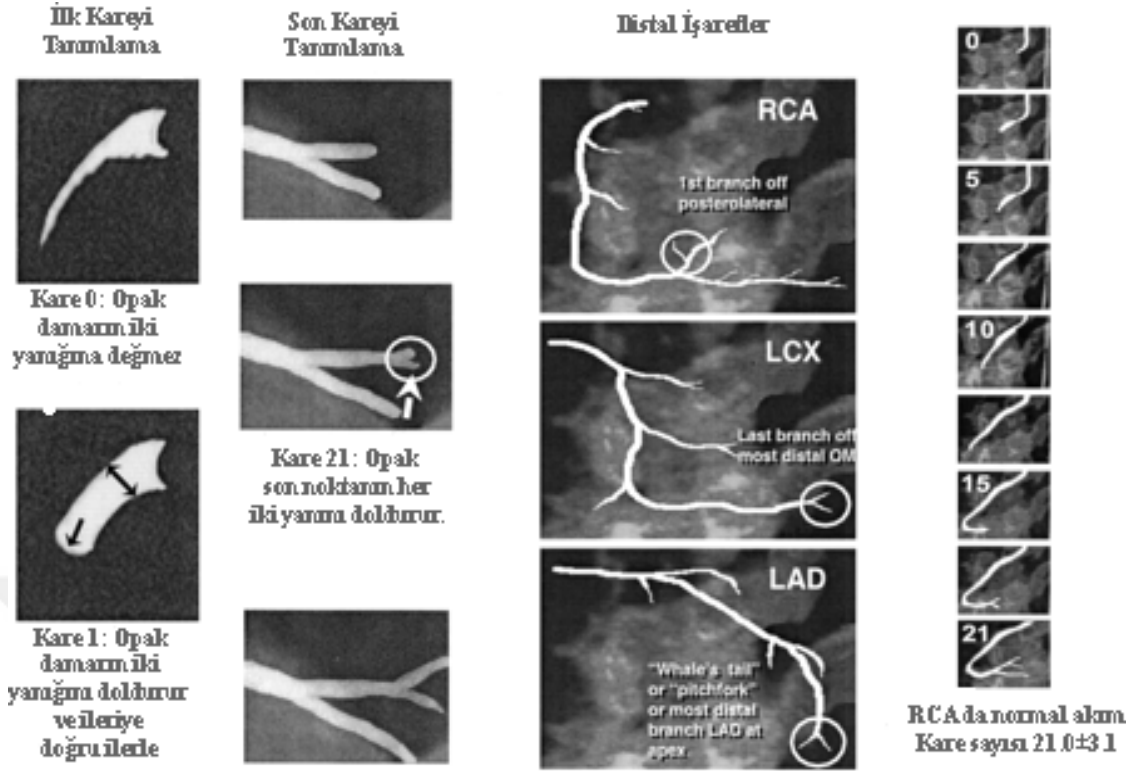 İlk Kareyi
Tanımlama
Son Kareyi
Tanımlama
Distal İşaretler
Kare 0: Opak
damarın iki
yanığına değmez
Kare 1: Opak
damarın iki
yanığını doldurur
ve ileriye
doğru ilerle
Kare 21: Opak
son noktanın her
iki yanını doldurur.
RCA
1st branch off
posterolateral
LCX
Last branch off
most distal OM
LAD
"Whale's tail"
or "pitchfork"
or most distal
branch LAD at
apex
0
5
10
15
21
RCA da normal akım
Kare sayısı 21.0±3.1